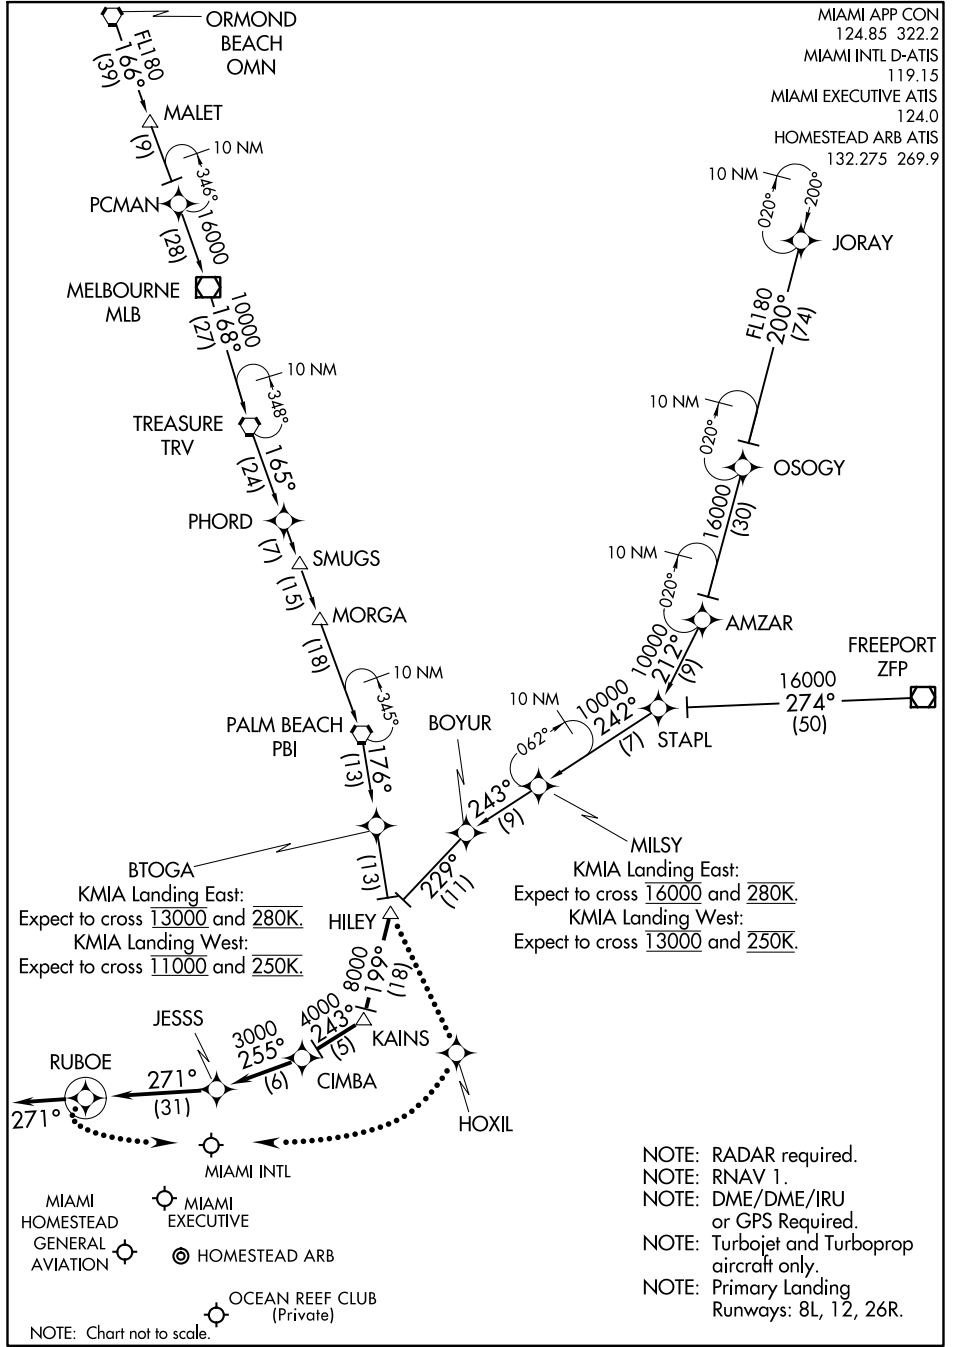 ORMOND
BEACH
OMN
MIAMI APP CON
124.85 322.2
MIAMI INTL D-ATIS
119.15
MIAMI EXECUTIVE ATIS
124.0
HOMESTEAD ARB ATIS
132.275 269.9
FL180
166°
(39)
MALET
(9)
10 NM
346°
PCMAN
16000
(28)
MELBOURNE
MLB
10000
168°
(27)
10 NM
348°
TREASURE
TRV
165°
(24)
PHORD
(7)
SMUGS
(15)
MORGA
(18)
10 NM
345°
PALM BEACH
PBI
176°
(13)
10 NM
020°
200°
JORAY
FL180
200°
(74)
10 NM
020°
OSOGY
16000
(30)
10 NM
020°
AMZAR
10000
212°
(9)
FREEPORT
ZFP
16000
274°
(50)
STAPL
10000
242°
(7)
10 NM
062°
BOYUR
243°
(9)
MILSY
KMIA Landing East:
Expect to cross 16000 and 280K.
KMIA Landing West:
Expect to cross 13000 and 250K.
229°
(11)
BTOGA
KMIA Landing East:
Expect to cross 13000 and 280K.
KMIA Landing West:
Expect to cross 11000 and 250K.
(13)
HILEY
8000
199°
(18)
KAINS
4000
243°
(5)
CIMBA
3000
255°
(6)
JESSS
271°
(31)
RUBOE
271°
HOXIL
MIAMI INTL
MIAMI
EXECUTIVE
MIAMI
HOMESTEAD
GENERAL
AVIATION
HOMESTEAD ARB
OCEAN REEF CLUB
(Private)
NOTE: Chart not to scale.
NOTE: RADAR required.
NOTE: RNAV 1.
NOTE: DME/DME/IRU
or GPS Required.
NOTE: Turbojet and Turboprop
aircraft only.
NOTE: Primary Landing
Runways: 8L, 12, 26R.